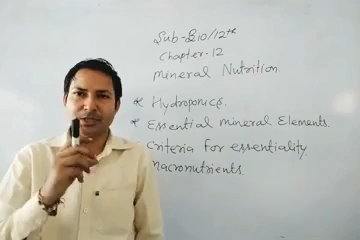 Sub-Bio/12th
Chapter-12
Mineral Nutrition.
* Hydroponics.
* Essential mineral Elements.
criteria for essentiality
Macronutrients